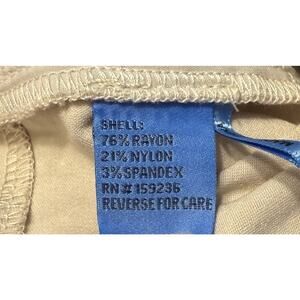 SHELL:
76% RAYON
21% NYLON
3% SPANDEX
RN # 159236
REVERSE FOR CARE